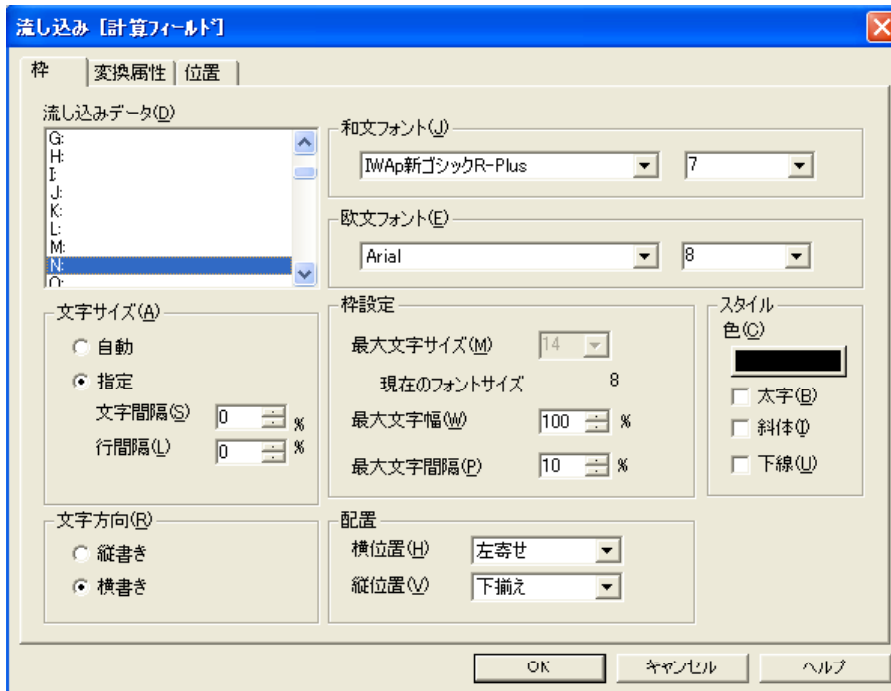 流し込み [計算ﾌｨｰﾙﾄﾞ]
枠 変換属性 位置
流し込みデータ(D)
G:
H:
I:
J:
K:
L:
M:
N:
O:
和文フォント(J)
IWAp新ゴシックR-Plus 7
欧文フォント(E)
Arial 8
文字サイズ(A)
自動
指定
文字間隔(S) 0 %
行間隔(L) 0 %
枠設定
最大文字サイズ(M) 14
現在のフォントサイズ 8
最大文字幅(W) 100 %
最大文字間隔(P) 10 %
スタイル
色(C)
太字(B)
斜体(I)
下線(U)
文字方向(R)
縦書き
横書き
配置
横位置(H) 左寄せ
縦位置(V) 下揃え
OK キャンセル ヘルプ